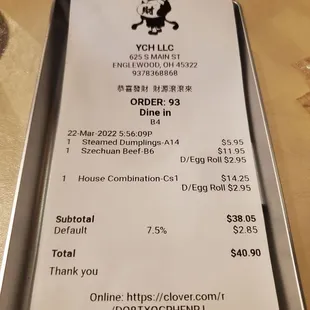 財
YCH LLC
625 S MAIN ST
ENGLEWOOD, OH 45322
9378368868
恭喜發財 財源滾滾來
ORDER: 93
Dine in
B4
22-Mar-2022 5:56:09P
1 Steamed Dumplings-A14 $5.95
1 Szechuan Beef-B6 $11.95
D/Egg Roll $2.95
1 House Combination-Cs1 $14.25
D/Egg Roll $2.95
Subtotal $38.05
Default 7.5% $2.85
Total $40.90
Thank you
Online: https://clover.com/r